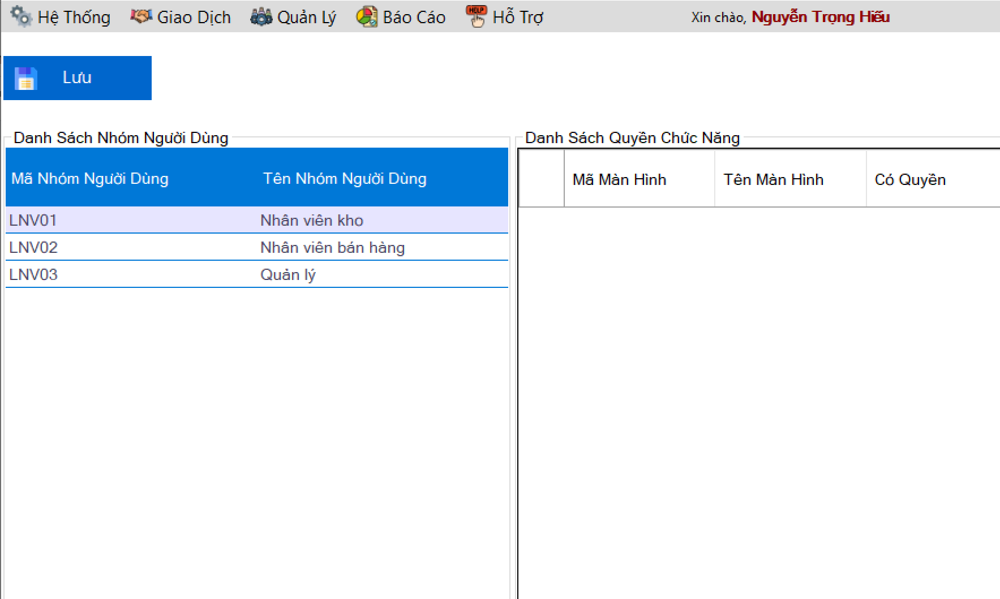 Hệ Thống Giao Dịch Quản Lý Báo Cáo HDLP Hỗ Trợ Xin chào, Nguyễn Trọng Hiếu
Lưu
Danh Sách Nhóm Người Dùng
Mã Nhóm Người Dùng Tên Nhóm Người Dùng
LNV01 Nhân viên kho
LNV02 Nhân viên bán hàng
LNV03 Quản lý
Danh Sách Quyền Chức Năng
Mã Màn Hình Tên Màn Hình Có Quyền